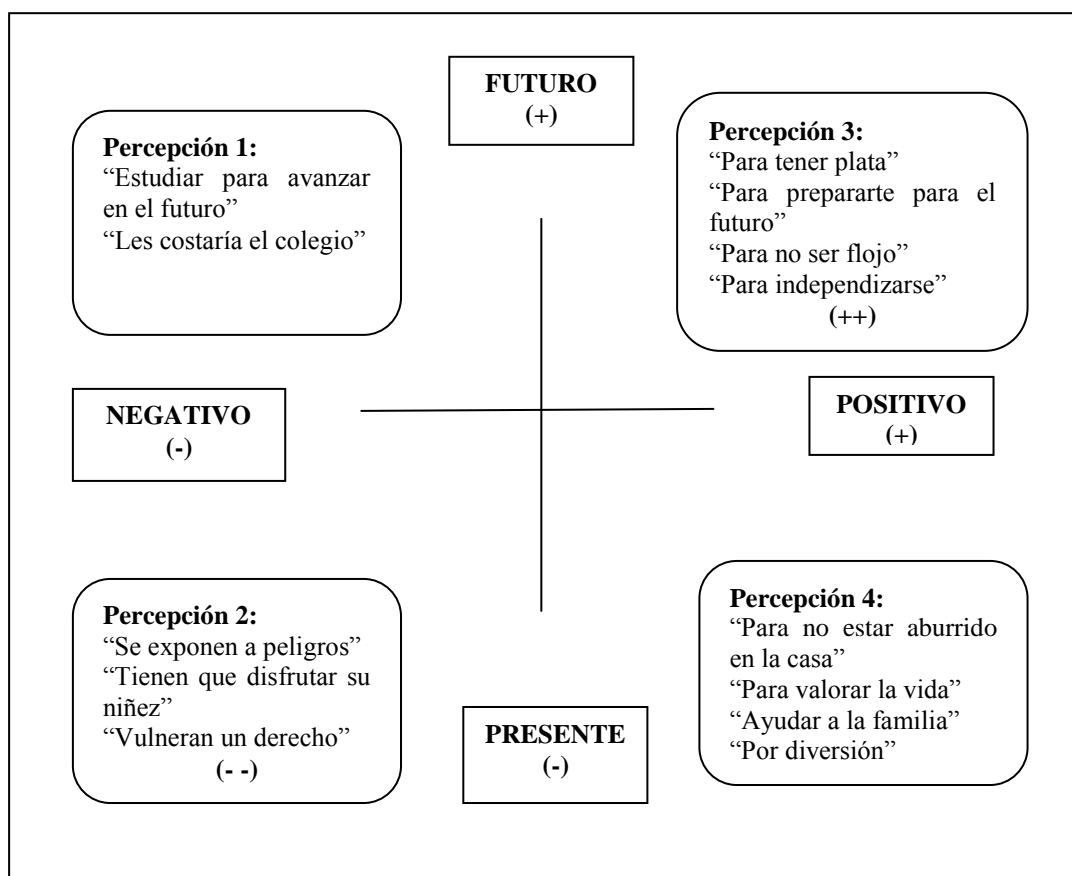 FUTURO
(+)
Percepción 1:
“Estudiar para avanzar
en el futuro”
“Les costaría el colegio”
Percepción 3:
“Para tener plata”
“Para prepararte para el
futuro”
“Para no ser flojo”
“Para independizarse”
(++)
NEGATIVO
(-)
POSITIVO
(+)
Percepción 2:
“Se exponen a peligros”
“Tienen que disfrutar su
niñez”
“Vulneran un derecho”
(- -)
PRESENTE
(-)
Percepción 4:
“Para no estar aburrido
en la casa”
“Para valorar la vida”
“Ayudar a la familia”
“Por diversión”